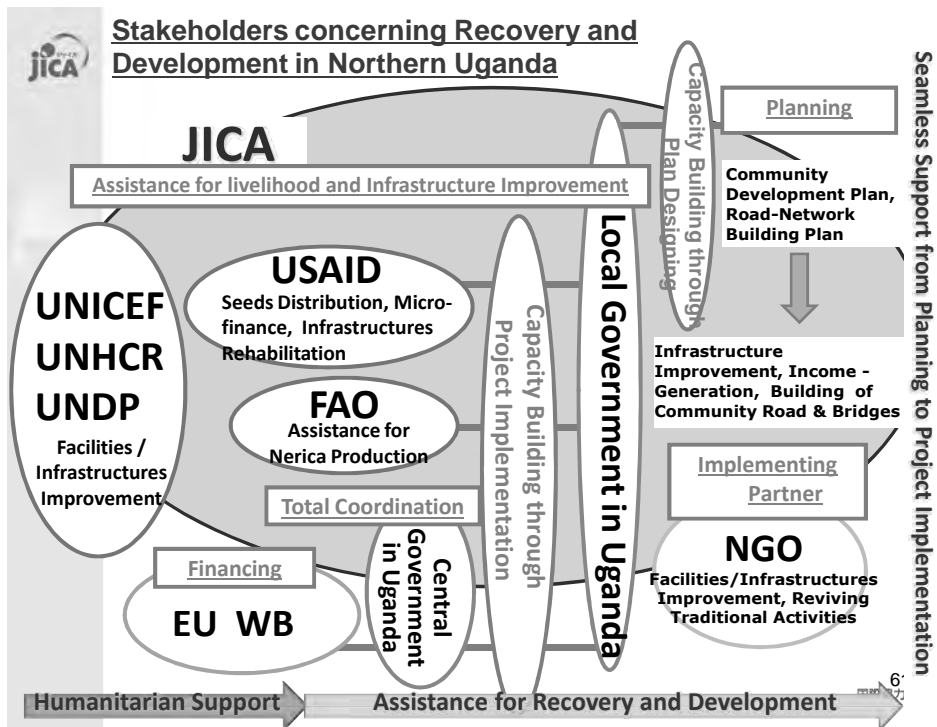 Stakeholders concerning Recovery and
Development in Northern Uganda
JICA
JICA
Assistance for livelihood and Infrastructure Improvement
UNICEF
UNHCR
UNDP
Facilities /
Infrastructures
Improvement
USAID
Seeds Distribution, Micro-
finance, Infrastructures
Rehabilitation
FAO
Assistance for
Nerica Production
Total Coordination
Central
Government
in Uganda
Financing
EU WB
Capacity Building through
Project Implementation
Local Government in Uganda
Capacity Building through
Plan Designing
Planning
Community
Development Plan,
Road-Network
Building Plan
Infrastructure
Improvement, Income -
Generation, Building of
Community Road & Bridges
Implementing
Partner
NGO
Facilities/Infrastructures
Improvement, Reviving
Traditional Activities
Seamless Support from Planning to Project Implementation
Humanitarian Support
Assistance for Recovery and Development